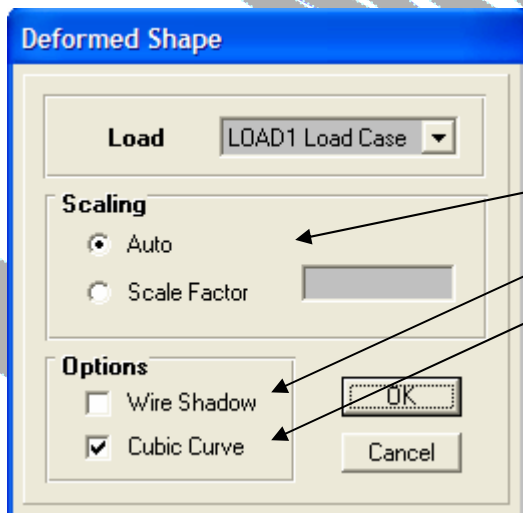 Deformed Shape
Load LOAD1 Load Case
Scaling
Auto
Scale Factor
Options
Wire Shadow
Cubic Curve
OK
Cancel